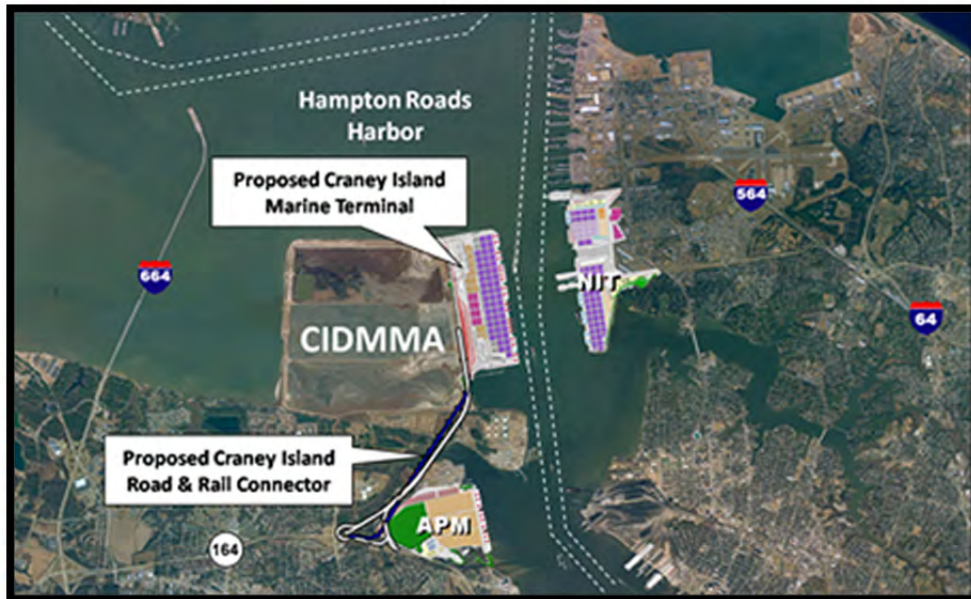 Hampton Roads
Harbor
Proposed Craney Island
Marine Terminal
564
664
NIT
64
CIDMMA
Proposed Craney Island
Road & Rail Connector
APM
164